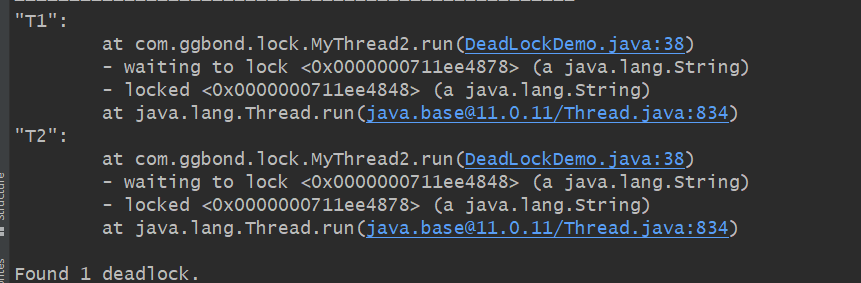 "T1":
at com.ggbond.lock.MyThread2.run(DeadLockDemo.java:38)
- waiting to lock <0x0000000711ee4878> (a java.lang.String)
- locked <0x0000000711ee4848> (a java.lang.String)
at java.lang.Thread.run(java.base@11.0.11/Thread.java:834)
"T2":
at com.ggbond.lock.MyThread2.run(DeadLockDemo.java:38)
- waiting to lock <0x0000000711ee4848> (a java.lang.String)
- locked <0x0000000711ee4878> (a java.lang.String)
at java.lang.Thread.run(java.base@11.0.11/Thread.java:834)
Found 1 deadlock.